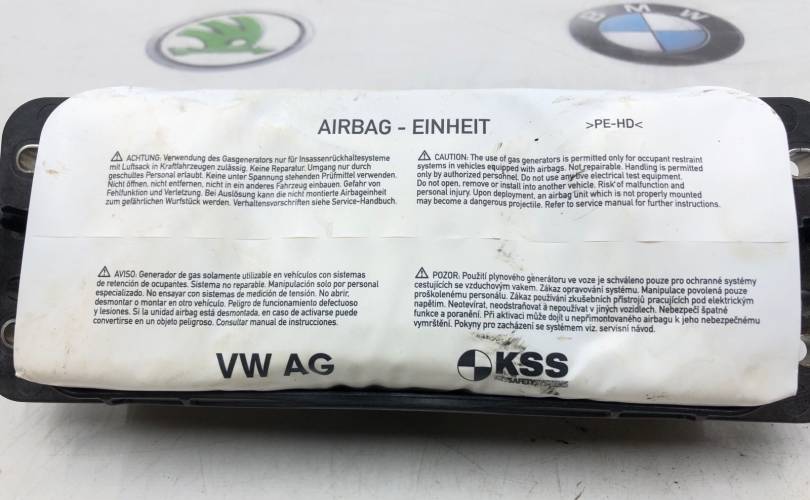 BMW
AIRBAG - EINHEIT
>PE-HD<
⚠ ACHTUNG: Verwendung des Gasgenerators nur für Insassenrückhaltesysteme
mit Luftsack in Kraftfahrzeugen zulässig. Keine Reparatur. Umgang nur durch
geschultes Personal erlaubt. Keine unter Spannung stehenden Prüfmittel verwenden.
Nicht öffnen, nicht entfernen, nicht in ein anderes Fahrzeug einbauen. Gefahr von
Fehlfunktion und Verletzung. Bei Auslösung kann die nicht montierte Airbageinheit
zum gefährlichen Wurfstück werden. Verhaltensvorschriften siehe Service-Handbuch.
⚠ CAUTION: The use of gas generators is permitted only for occupant restraint
systems in vehicles equipped with airbags. Not repairable. Handling is permitted
only by authorized personnel. Do not use any live electrical test equipment.
Do not open, remove or install into another vehicle. Risk of malfunction and
personal injury. Upon deployment, an airbag unit which is not properly mounted
may become a dangerous projectile. Refer to service manual for further instructions.
⚠ AVISO: Generador de gas solamente utilizable en vehículos con sistemas
de retención de ocupantes. Sistema no reparable. Manipulación solo por personal
especializado. No ensayar con sistemas de medición de tensión. No abrir,
desmontar o montar en otro vehículo. Peligro de funcionamiento defectuoso
y lesiones. Si la unidad airbag está desmontada, en caso de activarse puede
convertirse en un objeto peligroso. Consultar manual de instrucciones.
⚠ POZOR: Použití plynového generátoru ve voze je schváleno pouze pro ochranné systémy
cestujících se vzduchovým vakem. Zákaz opravování systému. Manipulace povolená pouze
proškolenému personálu. Zákaz používání zkušebních přístrojů pracujících pod elektrickým
napětím. Neotevírat, neodstraňovat a nepoužívat v jiných vozidlech. Nebezpečí špatné
funkce a poranění. Při aktivaci může dojít u nepřimontovaného airbagu k jeho nebezpečnému
vymrštění. Pokyny pro zacházení se systémem viz. servisní návod.
VW AG
KSS
SAFETY SYSTEMS